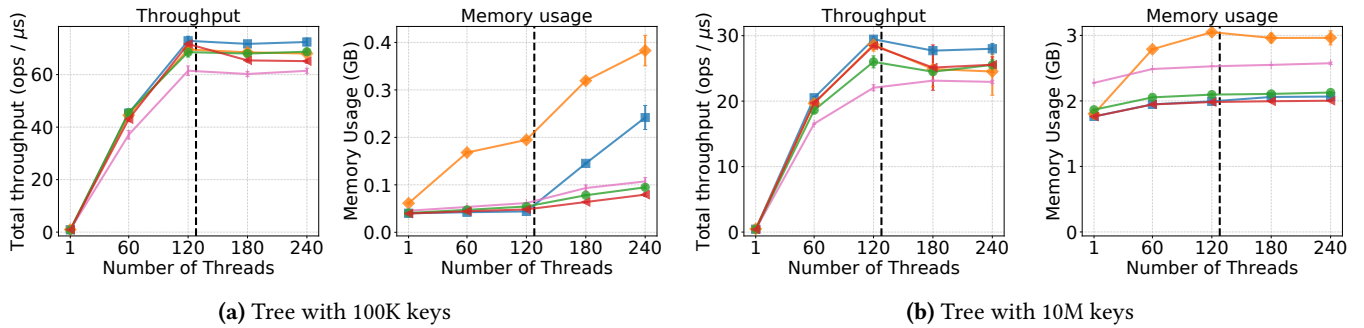 Throughput
Total throughput (ops / μs)
60
40
20
0
1 60 120 180 240
Number of Threads
Memory usage
Memory Usage (GB)
0.4
0.3
0.2
0.1
0.0
1 60 120 180 240
Number of Threads
(a) Tree with 100K keys
Throughput
Total throughput (ops / μs)
30
20
10
0
1 60 120 180 240
Number of Threads
Memory usage
Memory Usage (GB)
3
2
1
0
1 60 120 180 240
Number of Threads
(b) Tree with 10M keys